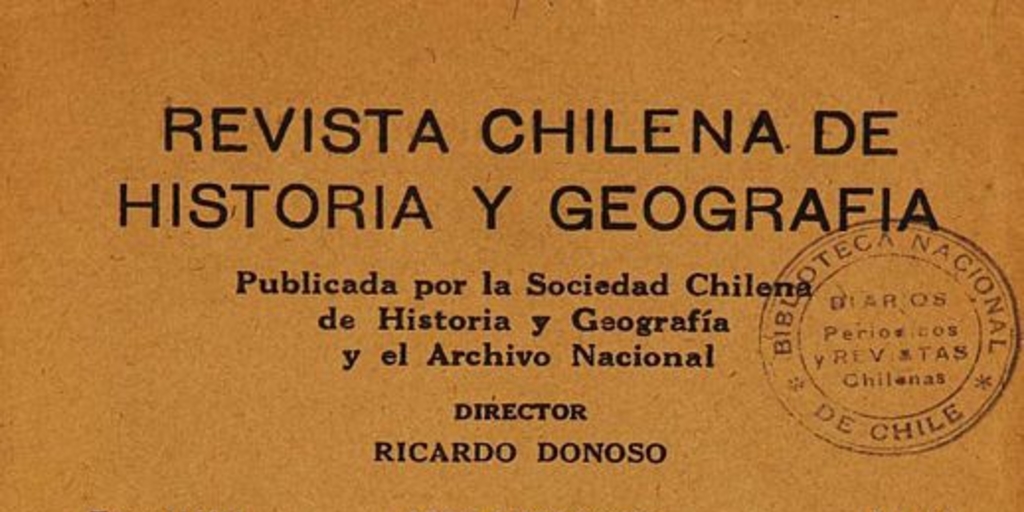 REVISTA CHILENA DE
HISTORIA Y GEOGRAFIA
Publicada por la Sociedad Chilena
de Historia y Geografía
y el Archivo Nacional
DIRECTOR
RICARDO DONOSO
BIBLIOTECA NACIONAL
DE CHILE
DIARIOS
Periodicos
y REVISTAS
Chilenas